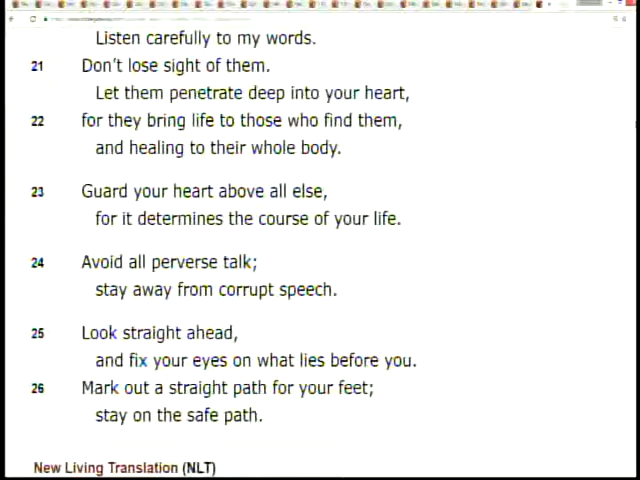 Listen carefully to my words.
21 Don't lose sight of them.
Let them penetrate deep into your heart,
22 for they bring life to those who find them,
and healing to their whole body.
23 Guard your heart above all else,
for it determines the course of your life.
24 Avoid all perverse talk;
stay away from corrupt speech.
25 Look straight ahead,
and fix your eyes on what lies before you.
26 Mark out a straight path for your feet;
stay on the safe path.
New Living Translation (NLT)